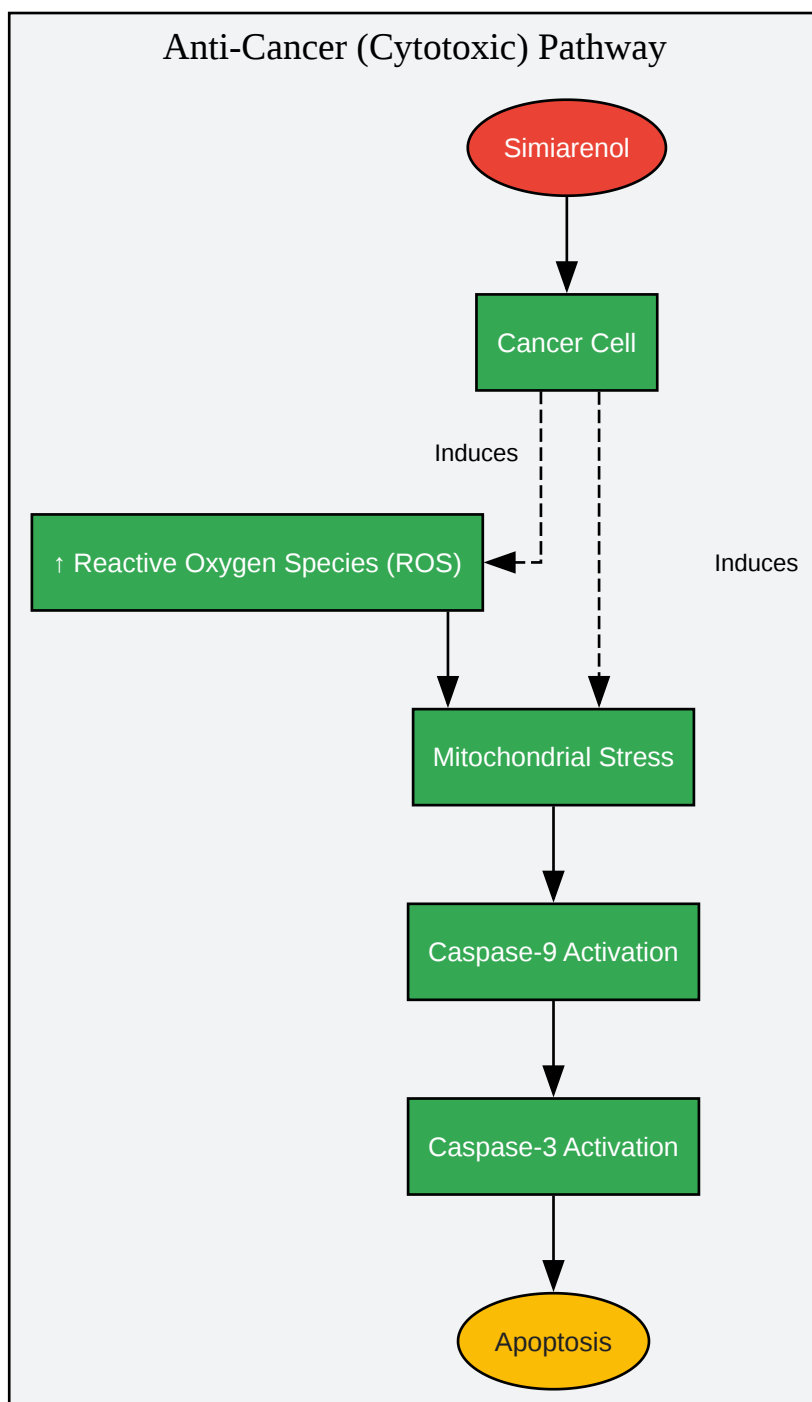 Anti-Cancer (Cytotoxic) Pathway
Simiarenol
Cancer Cell
Induces
↑ Reactive Oxygen Species (ROS)
Induces
Mitochondrial Stress
Caspase-9 Activation
Caspase-3 Activation
Apoptosis